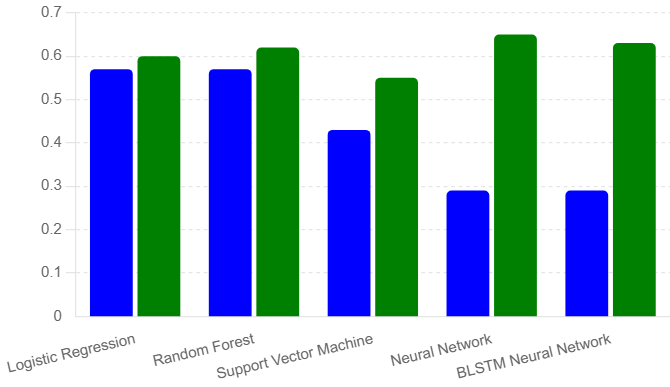 0.7
0.6
0.5
0.4
0.3
0.2
0.1
0
Logistic Regression
Random Forest
Support Vector Machine
Neural Network
BLSTM Neural Network